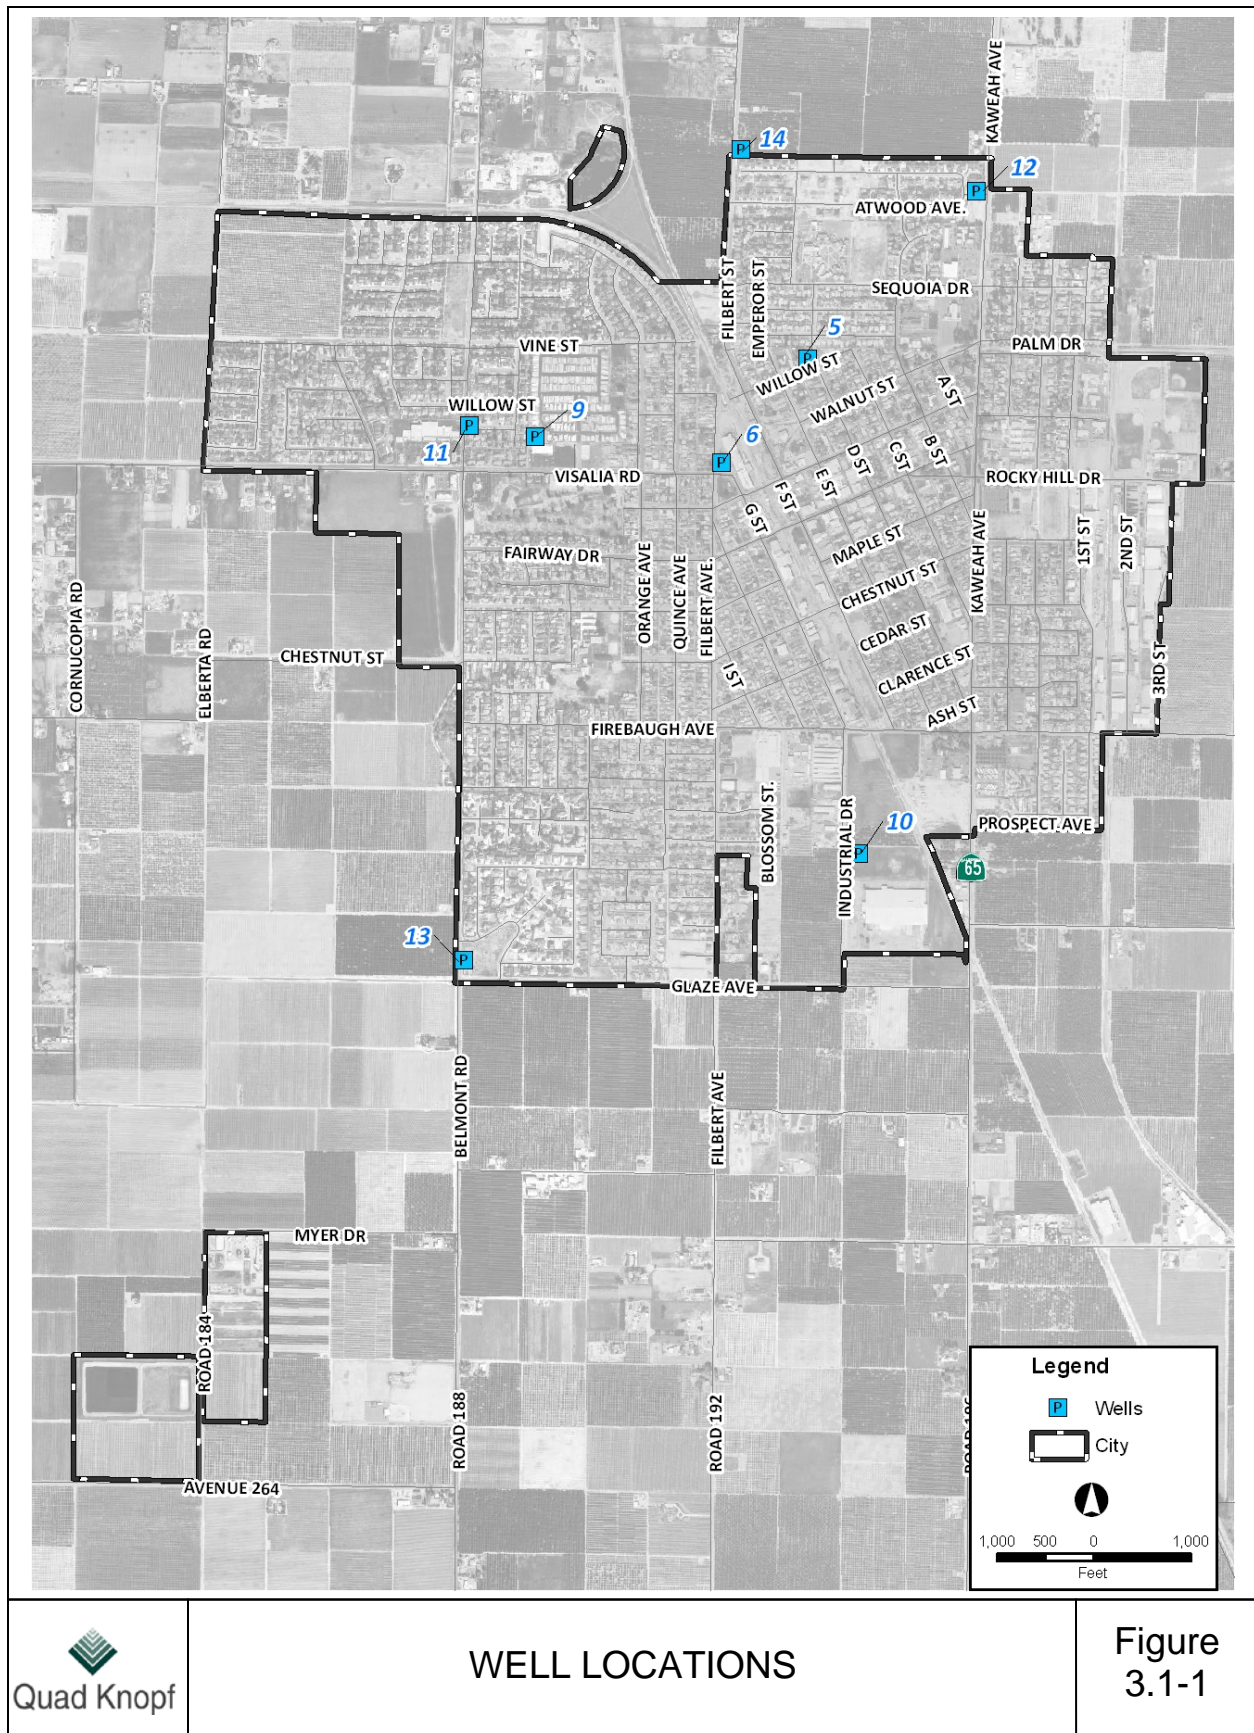 KAWEAH AVE
14
12
P
P
ATWOOD AVE.
FILBERT ST
EMPEROR ST
SEQUOIA DR
5
P
VINE ST
PALM DR
WILLOW ST
WALNUT ST
A ST
WILLOW ST
9
P
P
11
6
P
D ST
C ST
B ST
VISALIA RD
E ST
F ST
G ST
ROCKY HILL DR
MAPLE ST
1ST ST
2ND ST
FAIRWAY DR
KAWEAH AVE
CHESTNUT ST
ORANGE AVE
QUINCE AVE
FILBERT AVE.
CORNUCOPIA RD
ELBERTA RD
CHESTNUT ST
CEDAR ST
CLARENCE ST
I ST
3RD ST
ASH ST
FIREBAUGH AVE
BLOSSOM ST.
INDUSTRIAL DR
10
P
PROSPECT AVE
65
13
P
GLAZE AVE
BELMONT RD
FILBERT AVE
MYER DR
ROAD 184
ROAD 188
ROAD 192
AVENUE 264
Legend
P Wells
City
1,000 500 0 1,000
Feet
Quad Knopf
WELL LOCATIONS
Figure
3.1-1